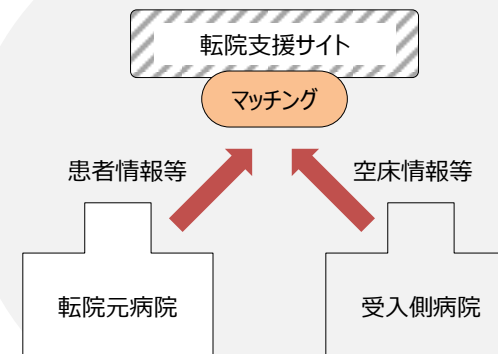 転院支援サイト
マッチング
患者情報等
空床情報等
転院元病院
受入側病院